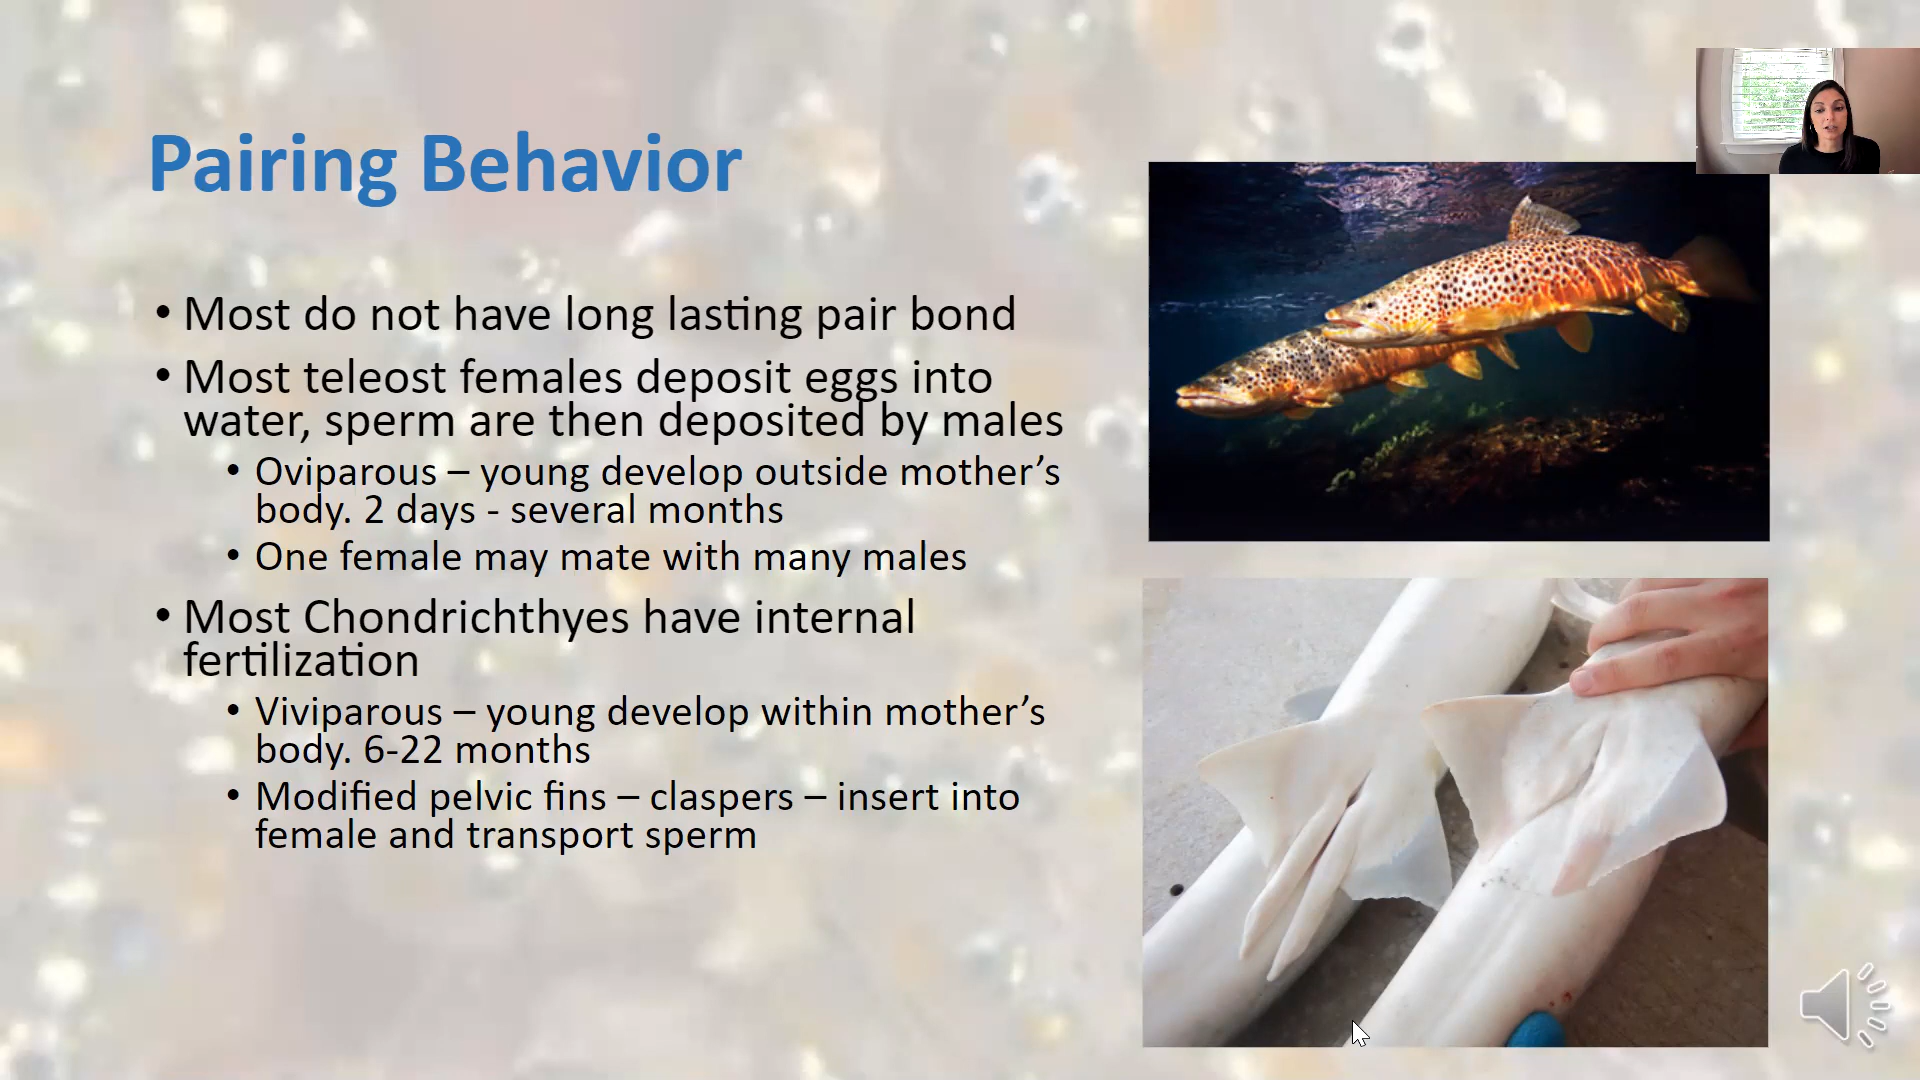 Pairing Behavior
• Most do not have long lasting pair bond
• Most teleost females deposit eggs into
water, sperm are then deposited by males
• Oviparous – young develop outside mother’s
body. 2 days - several months
• One female may mate with many males
• Most Chondrichthyes have internal
fertilization
• Viviparous – young develop within mother’s
body. 6-22 months
• Modified pelvic fins – claspers – insert into
female and transport sperm